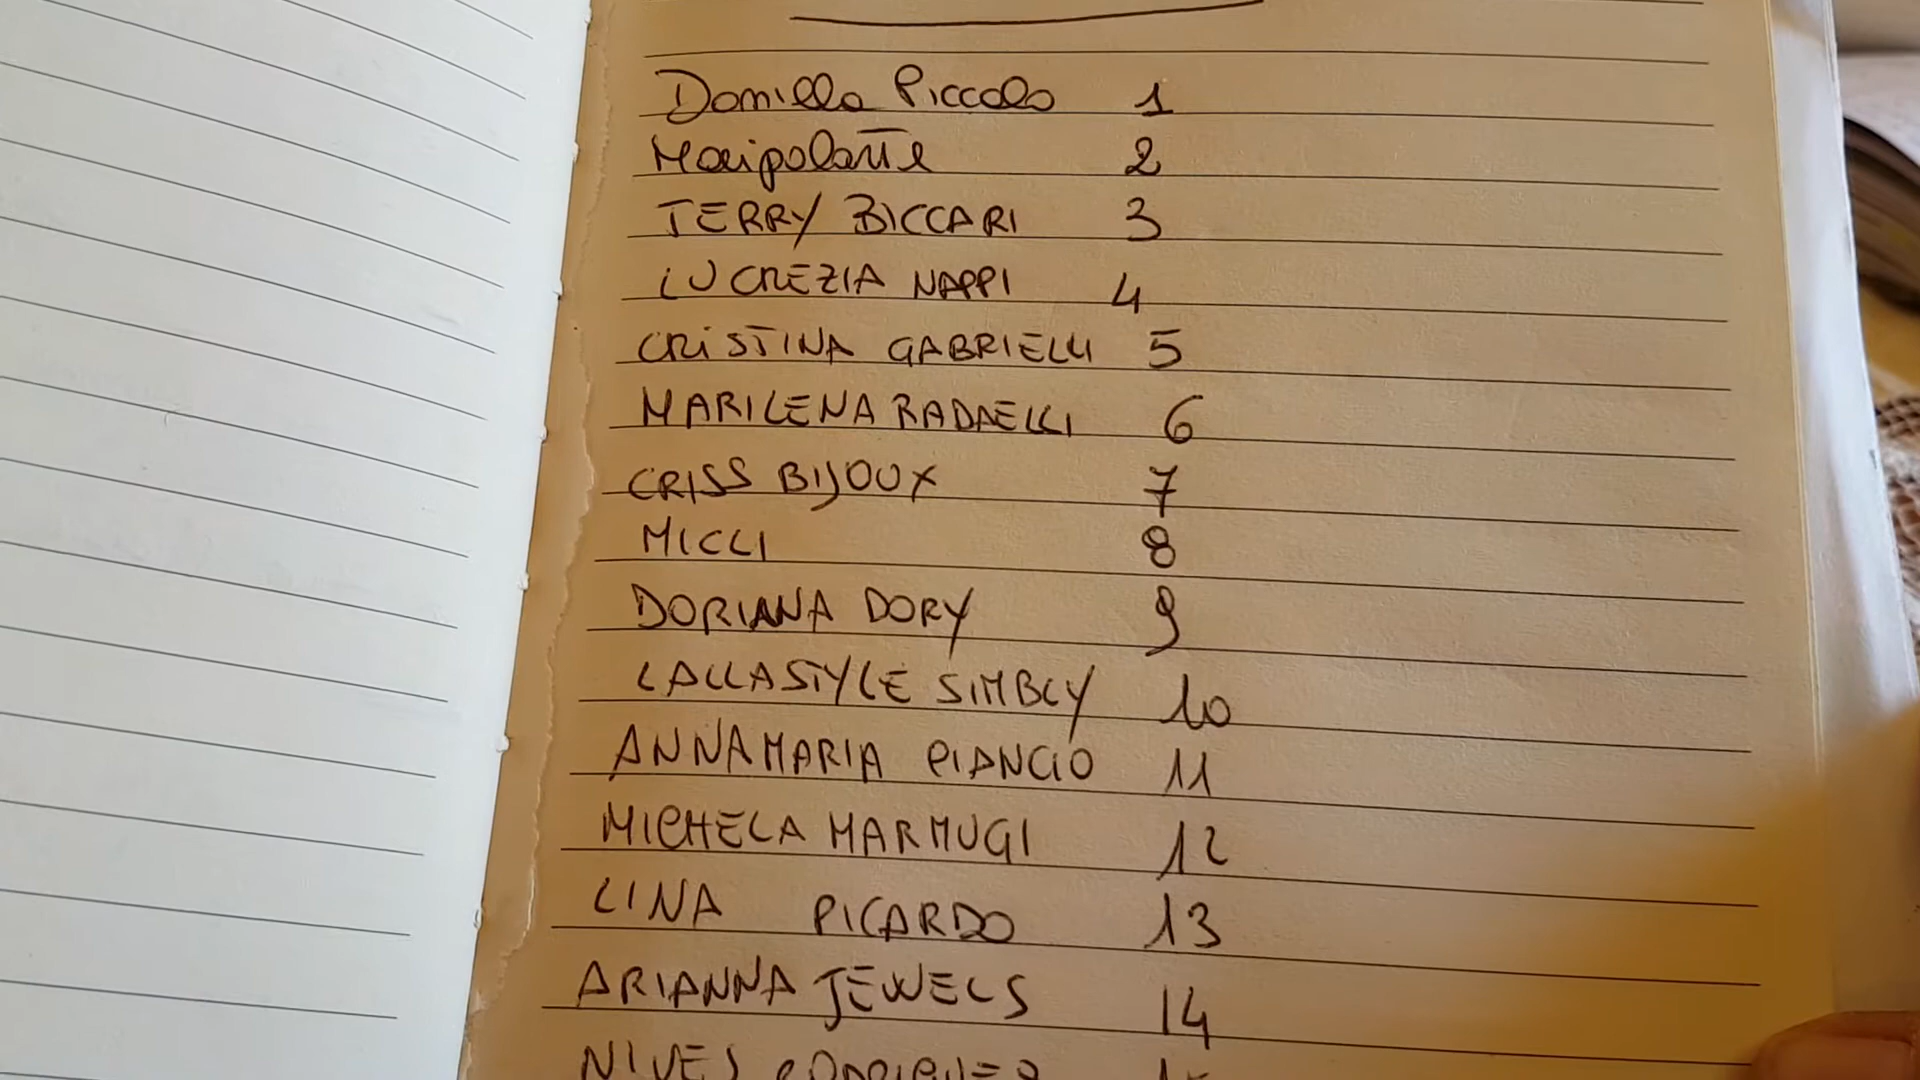 Danilla Piccolo 1
Maripolatte 2
TERRY BICCARI 3
LUCREZIA NAPPI 4
CRISTINA GABRIELLI 5
MARILENA RADAELLI 6
CRISS BIJOUX 7
MICLI 8
DORIANA DORY 9
LALLASTYLE SIMBLY 10
ANNAMARIA PIANCIO 11
MICHELA MARMUGI 12
LINA PICARDO 13
ARIANNA JEWELS 14
NIVES